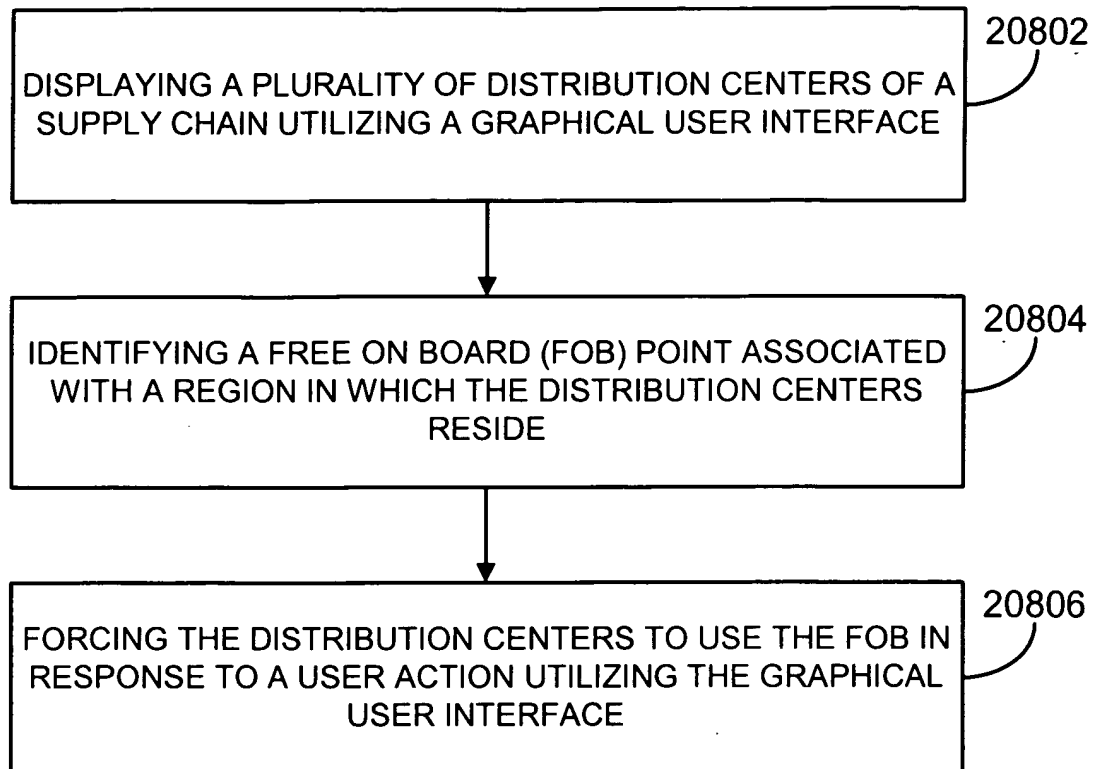 20802
DISPLAYING A PLURALITY OF DISTRIBUTION CENTERS OF A
SUPPLY CHAIN UTILIZING A GRAPHICAL USER INTERFACE
20804
IDENTIFYING A FREE ON BOARD (FOB) POINT ASSOCIATED
WITH A REGION IN WHICH THE DISTRIBUTION CENTERS
RESIDE
20806
FORCING THE DISTRIBUTION CENTERS TO USE THE FOB IN
RESPONSE TO A USER ACTION UTILIZING THE GRAPHICAL
USER INTERFACE